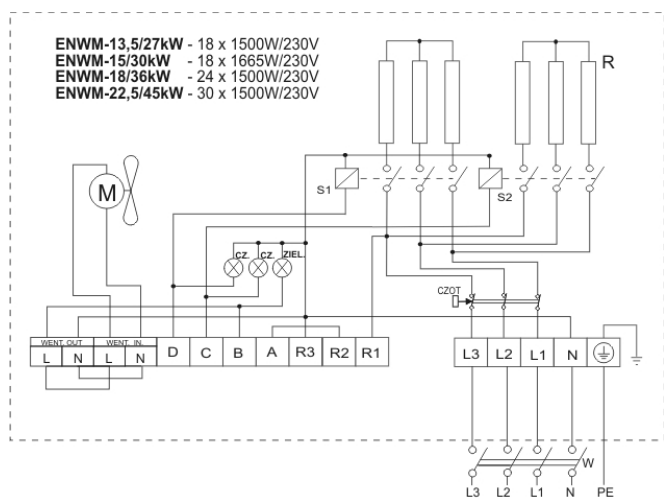 ENWM-13,5/27kW - 18 x 1500W/230V
ENWM-15/30kW - 18 x 1665W/230V
ENWM-18/36kW - 24 x 1500W/230V
ENWM-22,5/45kW - 30 x 1500W/230V
R
M
S1
S2
CZ.
CZ.
ZIEL.
CZOT
WENT. OUT
WENT. IN.
L N L N D C B A R3 R2 R1
L3 L2 L1 N
W
L3 L2 L1 N PE